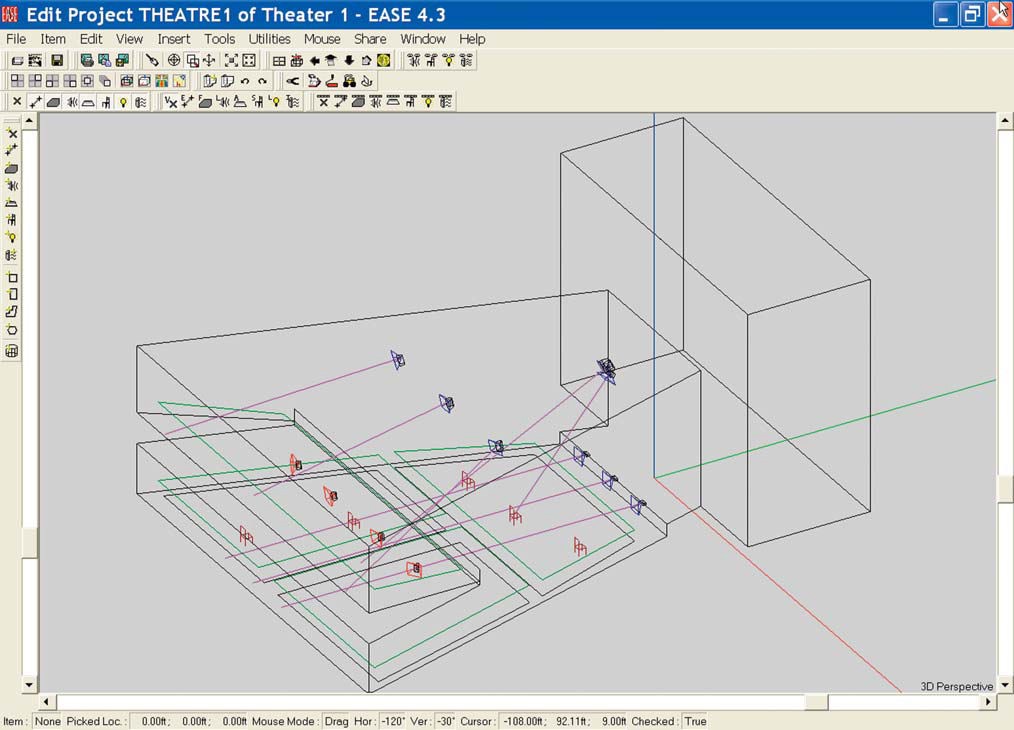 EASE Edit Project THEATRE1 of Theater 1 - EASE 4.3
File Item Edit View Insert Tools Utilities Mouse Share Window Help
3D Perspective
Item : None Picked Loc. : 0.00ft ; 0.00ft ; 0.00ft Mouse Mode : Drag Hor : -120° Ver : -30° Cursor : -108.00ft ; 92.11ft ; 9.00ft Checked : True